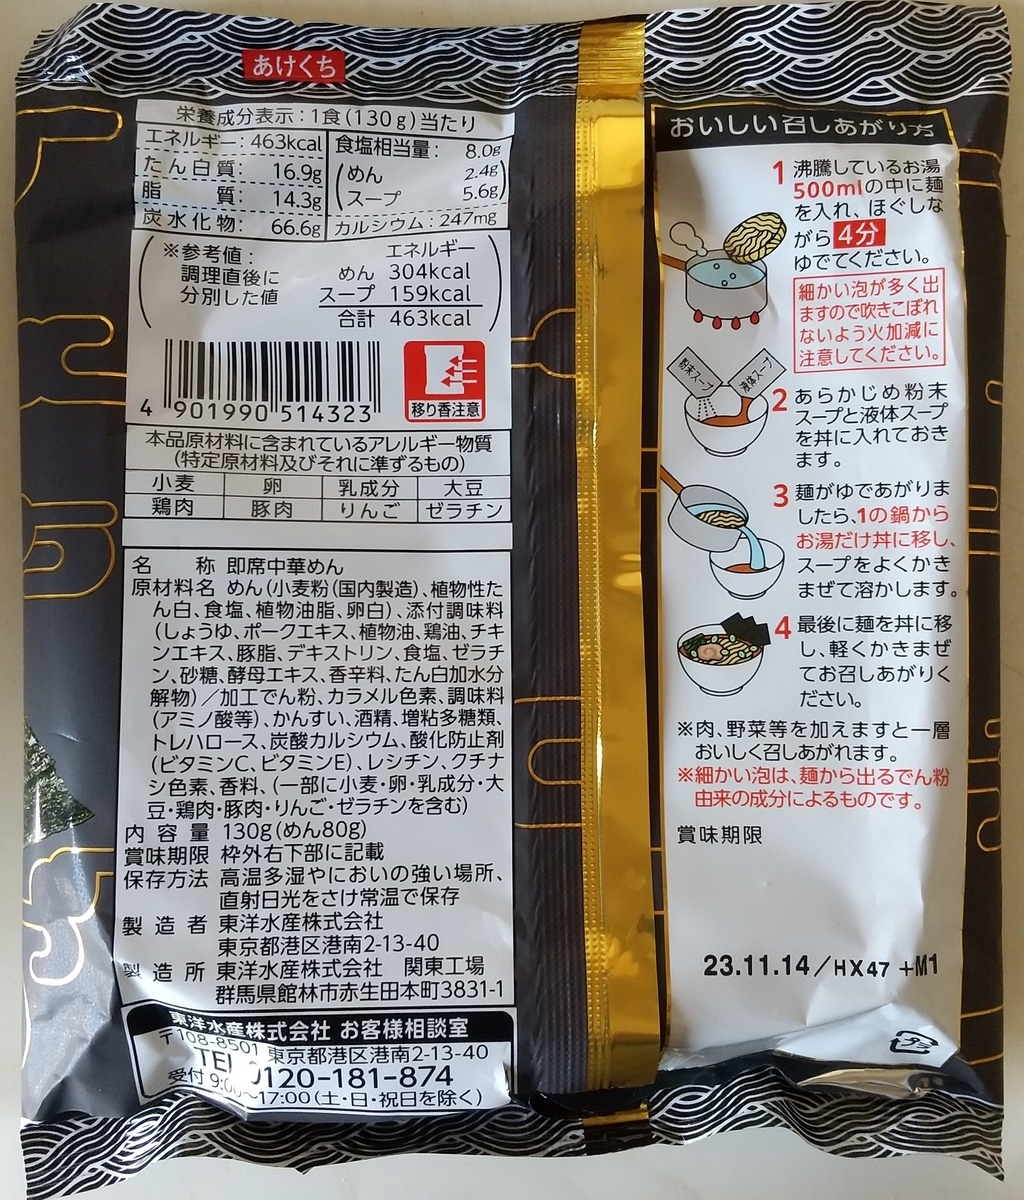 あけくち
栄養成分表示:1食(130g)当たり
エネルギー:463kcal
たん白質: 16.9g
脂 質: 14.3g
炭水化物: 66.6g
食塩相当量: 8.0g
(めん 2.4g
スープ 5.6g)
カルシウム:247mg
※参考値:
調理直後に
分別した値
エネルギー
めん 304kcal
スープ 159kcal
合計 463kcal
4 901990 514323
移り香注意
本品原材料に含まれているアレルギー物質
(特定原材料及びそれに準ずるもの)
小麦 卵 乳成分 大豆
鶏肉 豚肉 りんご ゼラチン
名 称 即席中華めん
原材料名 めん(小麦粉(国内製造)、植物性た
ん白、食塩、植物油脂、卵白)、添付調味料
(しょうゆ、ポークエキス、植物油、鶏油、チキ
ンエキス、豚脂、デキストリン、食塩、ゼラチ
ン、砂糖、酵母エキス、香辛料、たん白加水分
解物)/加工でん粉、カラメル色素、調味料
(アミノ酸等)、かんすい、酒精、増粘多糖類、
トレハロース、炭酸カルシウム、酸化防止剤
(ビタミンC、ビタミンE)、レシチン、クチナ
シ色素、香料、(一部に小麦・卵・乳成分・大
豆・鶏肉・豚肉・りんご・ゼラチンを含む)
内容量 130g(めん80g)
賞味期限 枠外右下部に記載
保存方法 高温多湿やにおいの強い場所、
直射日光をさけ常温で保存
製造者 東洋水産株式会社
東京都港区港南2-13-40
製造所 東洋水産株式会社 関東工場
群馬県館林市赤生田本町3831-1
東洋水産株式会社 お客様相談室
〒108-8501 東京都港区港南2-13-40
TEL 0120-181-874
受付 9:00~17:00(土・日・祝日を除く)
おいしい召しあがり方
1 沸騰しているお湯
500mlの中に麺
を入れ、ほぐしな
がら4分
ゆでてください。
細かい泡が多く出
ますので吹きこぼれ
ないよう火加減に
注意してください。
粉末スープ
液体スープ
2 あらかじめ粉末
スープと液体スープ
を丼に入れておき
ます。
3 麺がゆであがりま
したら、1の鍋から
お湯だけ丼に移し、
スープをよくかき
まぜて溶かします。
4 最後に麺を丼に移
し、軽くかきまぜ
てお召しあがりく
ださい。
※肉、野菜等を加えますと一層
おいしく召しあがれます。
※細かい泡は、麺から出るでん粉
由来の成分によるものです。
賞味期限
23.11.14/HX47 +M1
プラ